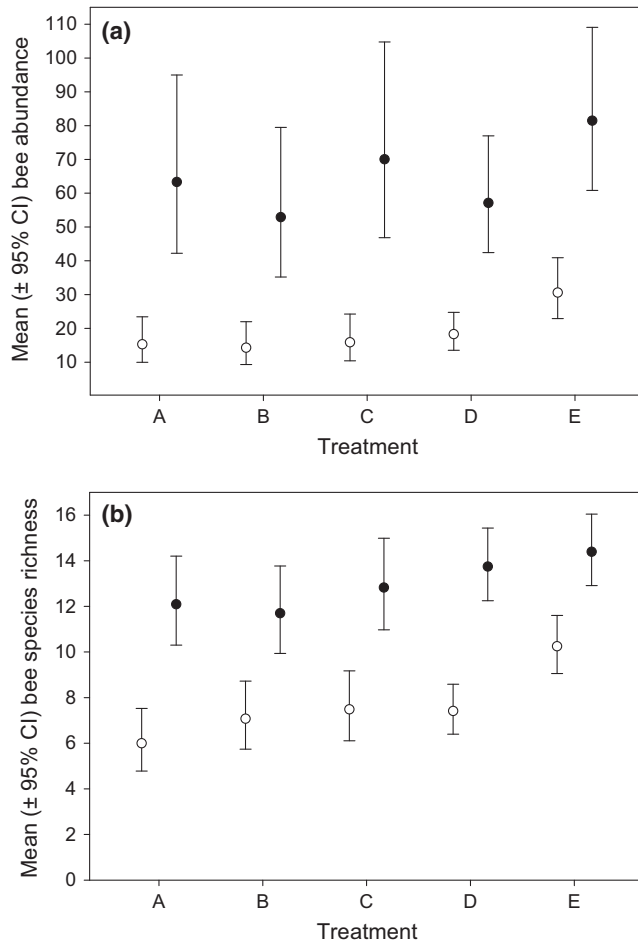 (a)
Mean (± 95% CI) bee abundance
110
100
90
80
70
60
50
40
30
20
10
A B C D E
Treatment
(b)
Mean (± 95% CI) bee species richness
16
14
12
10
8
6
4
2
0
A B C D E
Treatment